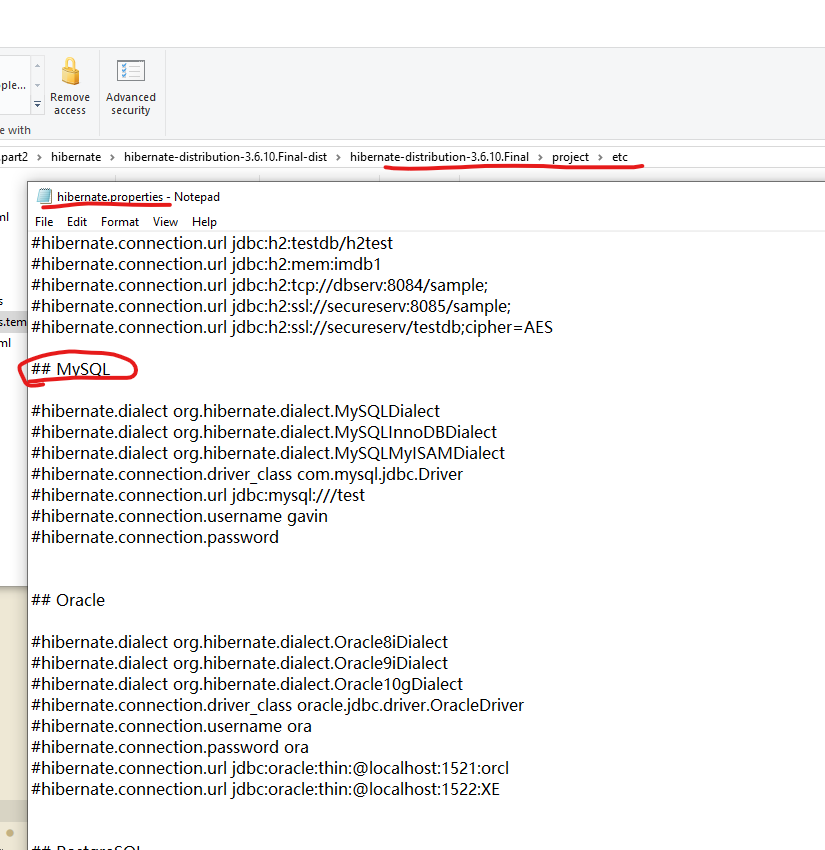 ple...
Remove
access
Advanced
security
e with
.part2 > hibernate > hibernate-distribution-3.6.10.Final-dist > hibernate-distribution-3.6.10.Final > project > etc
hibernate.properties - Notepad
File Edit Format View Help
ml
s
s.tem
ml
#hibernate.connection.url jdbc:h2:testdb/h2test
#hibernate.connection.url jdbc:h2:mem:imdb1
#hibernate.connection.url jdbc:h2:tcp://dbserv:8084/sample;
#hibernate.connection.url jdbc:h2:ssl://secureserv:8085/sample;
#hibernate.connection.url jdbc:h2:ssl://secureserv/testdb;cipher=AES
## MySQL
#hibernate.dialect org.hibernate.dialect.MySQLDialect
#hibernate.dialect org.hibernate.dialect.MySQLInnoDBDialect
#hibernate.dialect org.hibernate.dialect.MySQLMyISAMDialect
#hibernate.connection.driver_class com.mysql.jdbc.Driver
#hibernate.connection.url jdbc:mysql:///test
#hibernate.connection.username gavin
#hibernate.connection.password
## Oracle
#hibernate.dialect org.hibernate.dialect.Oracle8iDialect
#hibernate.dialect org.hibernate.dialect.Oracle9iDialect
#hibernate.dialect org.hibernate.dialect.Oracle10gDialect
#hibernate.connection.driver_class oracle.jdbc.driver.OracleDriver
#hibernate.connection.username ora
#hibernate.connection.password ora
#hibernate.connection.url jdbc:oracle:thin:@localhost:1521:orcl
#hibernate.connection.url jdbc:oracle:thin:@localhost:1522:XE
## PostgreSQL